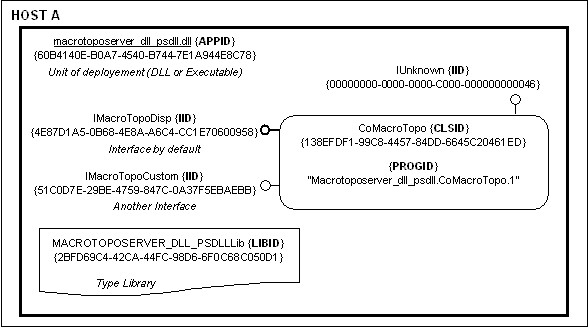 HOST A
macrotoposerver_dll_psdll.dll {APPID}
{60B4140E-B0A7-4540-B744-7E1A944E8C78}
Unit of deployement (DLL or Executable)
IUnknown {IID}
{00000000-0000-0000-C000-000000000046}
IMacroTopoDisp {IID}
{4E87D1A5-0B68-4E8A-A6C4-CC1E70600958}
Interface by default
CoMacroTopo {CLSID}
{138EFDF1-99C8-4457-84DD-6645C20461ED}
{PROGID}
"Macrotoposerver_dll_psdll.CoMacroTopo.1"
IMacroTopoCustom {IID}
{51C0D7E-29BE-4759-847C-0A37F5EBAEBB}
Another Interface
MACROTOPOSERVER_DLL_PSDLLLib {LIBID}
{2BFD69C4-42CA-44FC-98D6-6F0C68C050D1}
Type Library